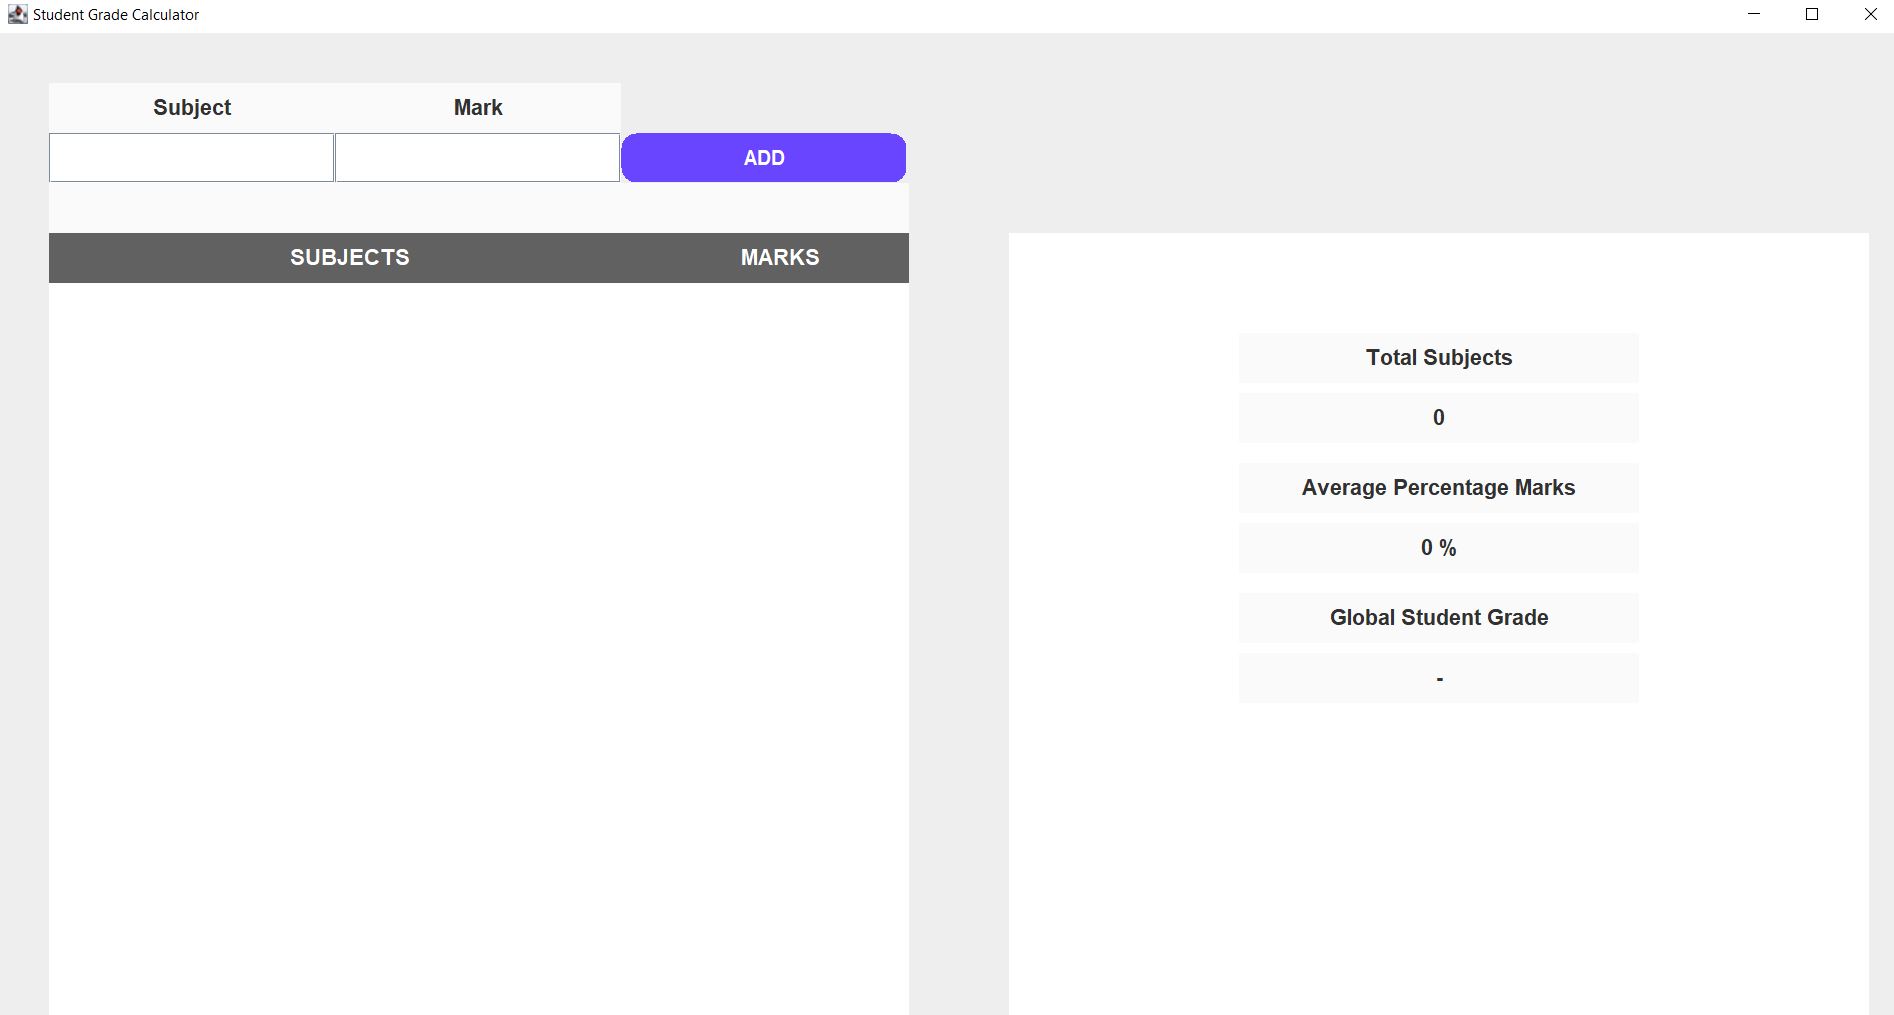 Student Grade Calculator
Subject Mark
ADD
SUBJECTS MARKS
Total Subjects
0
Average Percentage Marks
0 %
Global Student Grade
-